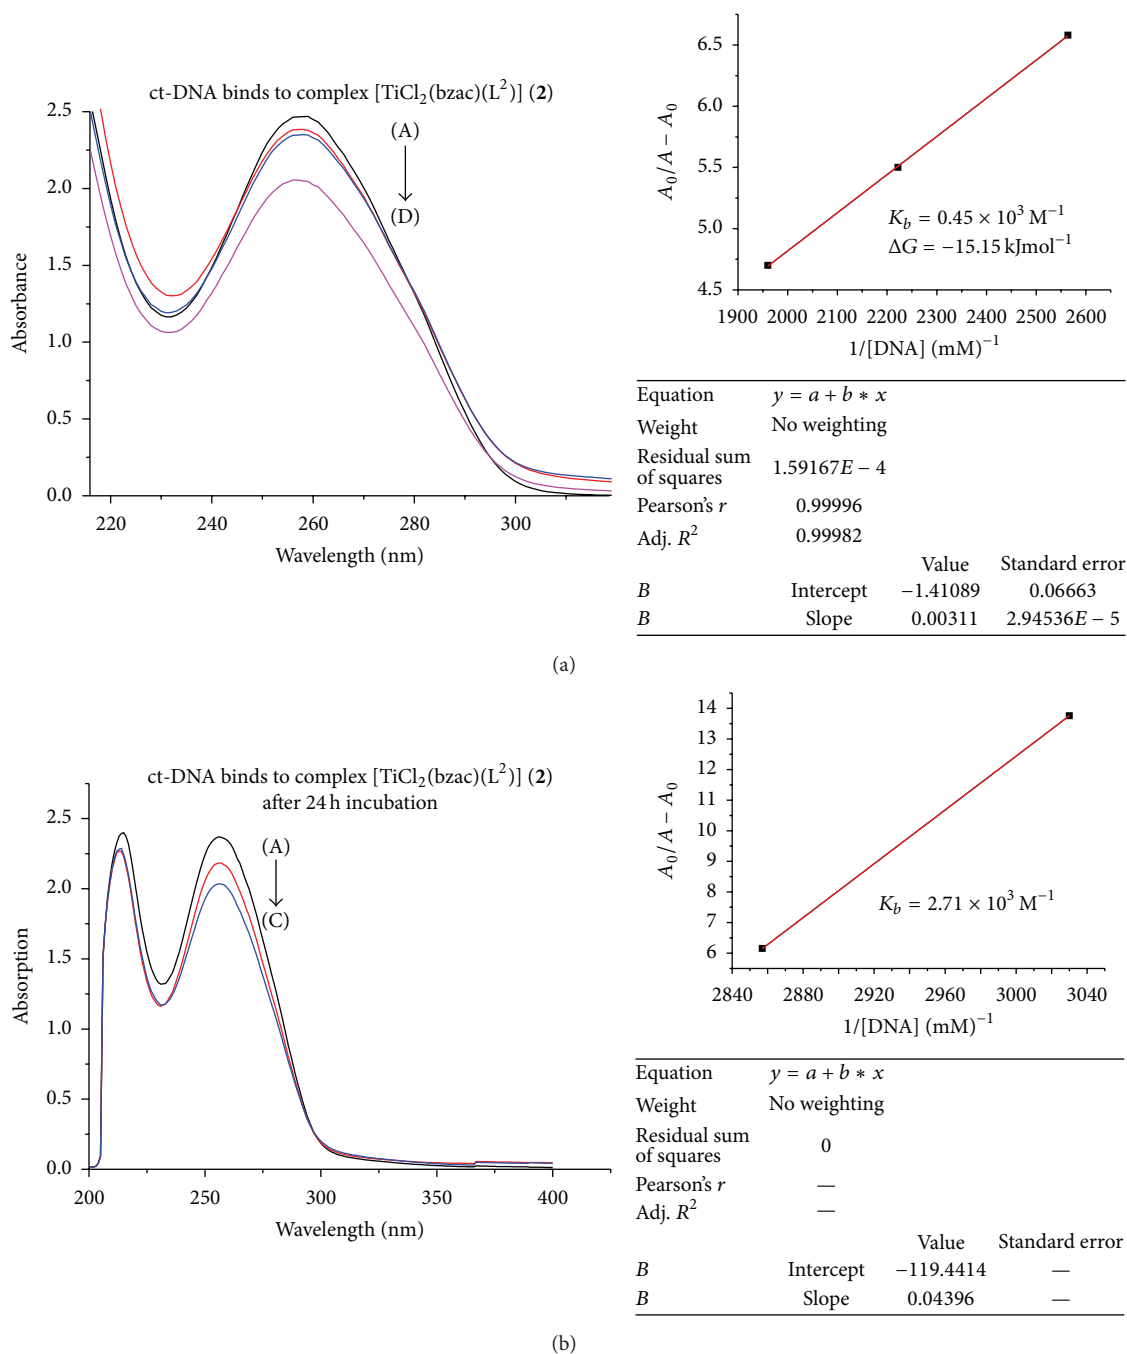 ct-DNA binds to complex [TiCl₂(bzac)(L²)] (2)
(A)
(D)
2.5
2.0
1.5
1.0
0.5
0.0
Absorbance
220 240 260 280 300
Wavelength (nm)
6.5
6.0
5.5
5.0
4.5
A₀/A − A₀
K_b = 0.45 × 10³ M⁻¹
ΔG = −15.15 kJmol⁻¹
1900 2000 2100 2200 2300 2400 2500 2600
1/[DNA] (mM)⁻¹
Equation y = a + b ∗ x
Weight No weighting
Residual sum
of squares 1.59167E − 4
Pearson's r 0.99996
Adj. R² 0.99982
Value Standard error
B Intercept −1.41089 0.06663
B Slope 0.00311 2.94536E − 5
(a)
ct-DNA binds to complex [TiCl₂(bzac)(L²)] (2)
after 24 h incubation
(A)
(C)
2.5
2.0
1.5
1.0
0.5
0.0
Absorption
200 250 300 350 400
Wavelength (nm)
14
13
12
11
10
9
8
7
6
A₀/A − A₀
K_b = 2.71 × 10³ M⁻¹
2840 2880 2920 2960 3000 3040
1/[DNA] (mM)⁻¹
Equation y = a + b ∗ x
Weight No weighting
Residual sum
of squares 0
Pearson's r —
Adj. R² —
Value Standard error
B Intercept −119.4414 —
B Slope 0.04396 —
(b)